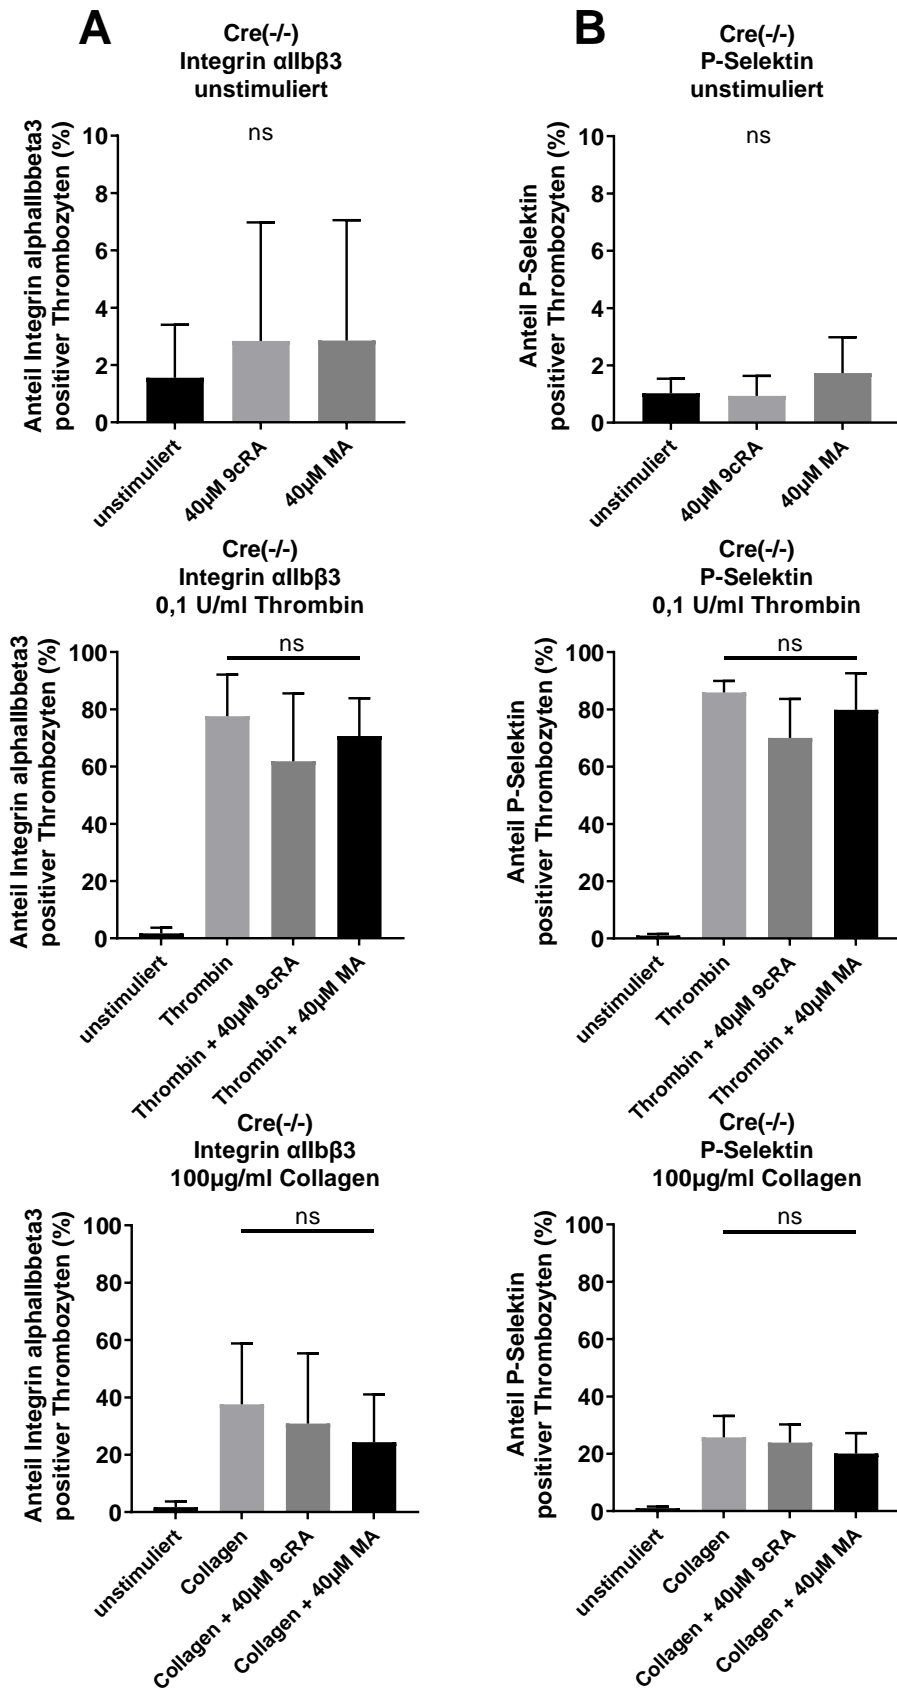 A
Cre(-/-)
Integrin αIIbβ3
unstimuliert
ns
Anteil Integrin alphaIIbbeta3
positiver Thrombozyten (%)
10
8
6
4
2
0
unstimuliert
40µM 9cRA
40µM MA
B
Cre(-/-)
P-Selektin
unstimuliert
ns
Anteil P-Selektin
positiver Thrombozyten (%)
10
8
6
4
2
0
unstimuliert
40µM 9cRA
40µM MA
Cre(-/-)
Integrin αIIbβ3
0,1 U/ml Thrombin
ns
Anteil Integrin alphaIIbbeta3
positiver Thrombozyten (%)
100
80
60
40
20
0
unstimuliert
Thrombin
Thrombin + 40µM 9cRA
Thrombin + 40µM MA
Cre(-/-)
P-Selektin
0,1 U/ml Thrombin
ns
Anteil P-Selektin
positiver Thrombozyten (%)
100
80
60
40
20
0
unstimuliert
Thrombin
Thrombin + 40µM 9cRA
Thrombin + 40µM MA
Cre(-/-)
Integrin αIIbβ3
100µg/ml Collagen
ns
Anteil Integrin alphaIIbbeta3
positiver Thrombozyten (%)
100
80
60
40
20
0
unstimuliert
Collagen
Collagen + 40µM 9cRA
Collagen + 40µM MA
Cre(-/-)
P-Selektin
100µg/ml Collagen
ns
Anteil P-Selektin
positiver Thrombozyten (%)
100
80
60
40
20
0
unstimuliert
Collagen
Collagen + 40µM 9cRA
Collagen + 40µM MA